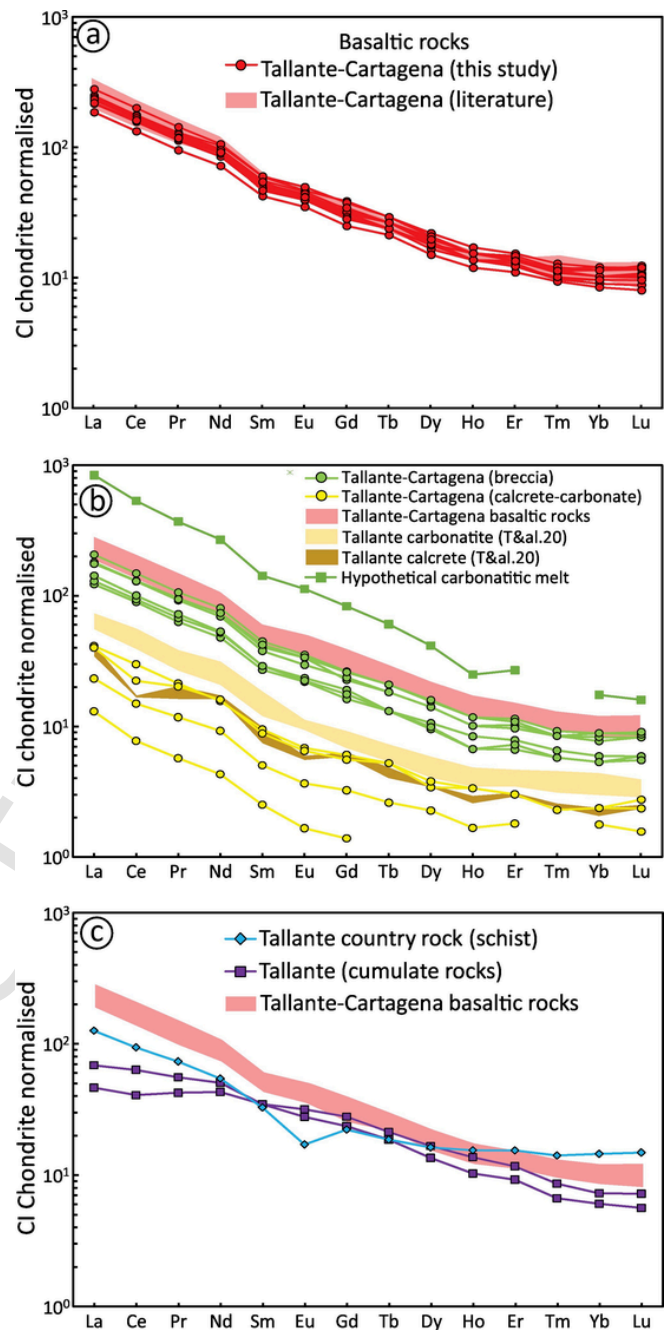 10³
a
Basaltic rocks
Tallante-Cartagena (this study)
Tallante-Cartagena (literature)
10²
CI chondrite normalised
10¹
10⁰
La Ce Pr Nd Sm Eu Gd Tb Dy Ho Er Tm Yb Lu
10³
b
Tallante-Cartagena (breccia)
Tallante-Cartagena (calcrete-carbonate)
Tallante-Cartagena basaltic rocks
Tallante carbonatite (T&al.20)
Tallante calcrete (T&al.20)
Hypothetical carbonatitic melt
10²
CI chondrite normalised
10¹
10⁰
La Ce Pr Nd Sm Eu Gd Tb Dy Ho Er Tm Yb Lu
10³
c
Tallante country rock (schist)
Tallante (cumulate rocks)
Tallante-Cartagena basaltic rocks
10²
CI Chondrite normalised
10¹
10⁰
La Ce Pr Nd Sm Eu Gd Tb Dy Ho Er Tm Yb Lu